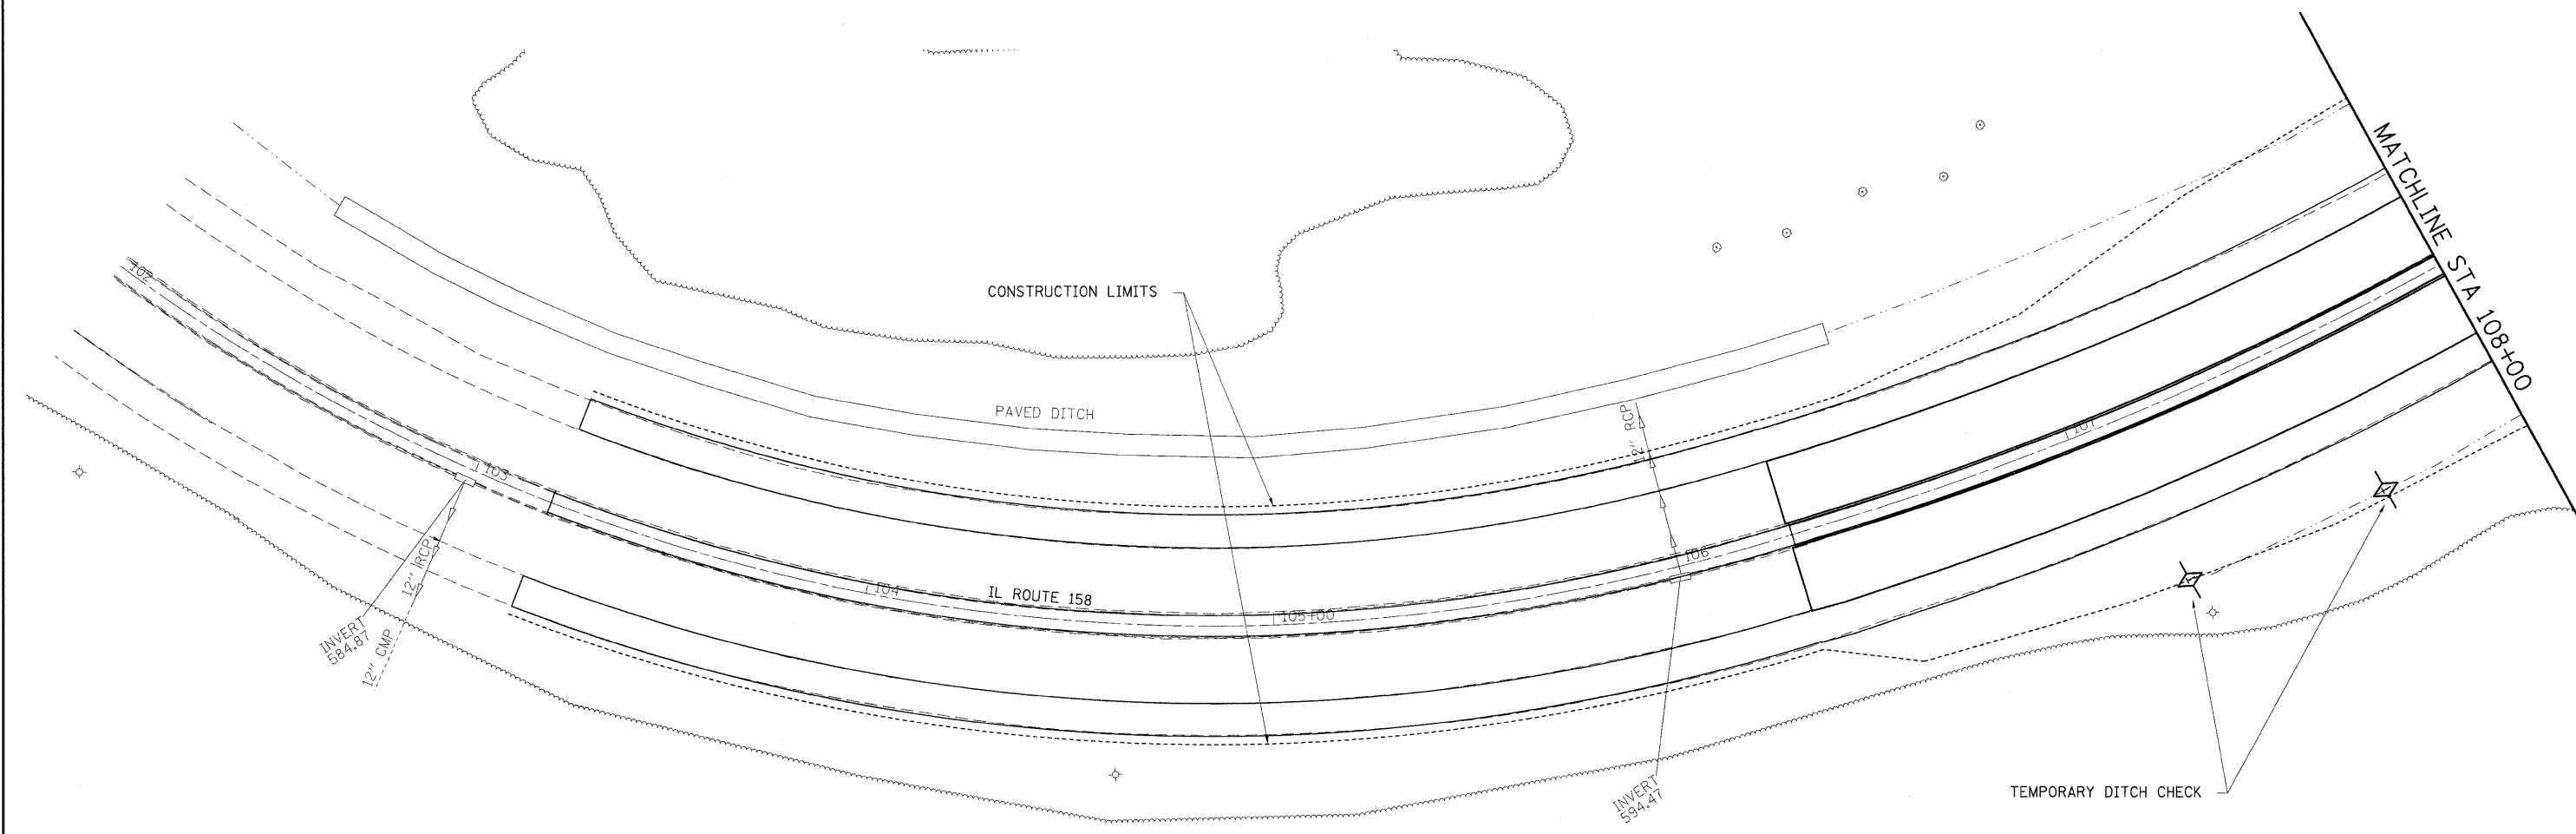 MATCHLINE STA 108+00
102
CONSTRUCTION LIMITS
PAVED DITCH
12" RCP
107
103
106
104
IL ROUTE 158
105+00
12" RCP
INVERT
584.87
12" CMP
INVERT
594.47
TEMPORARY DITCH CHECK